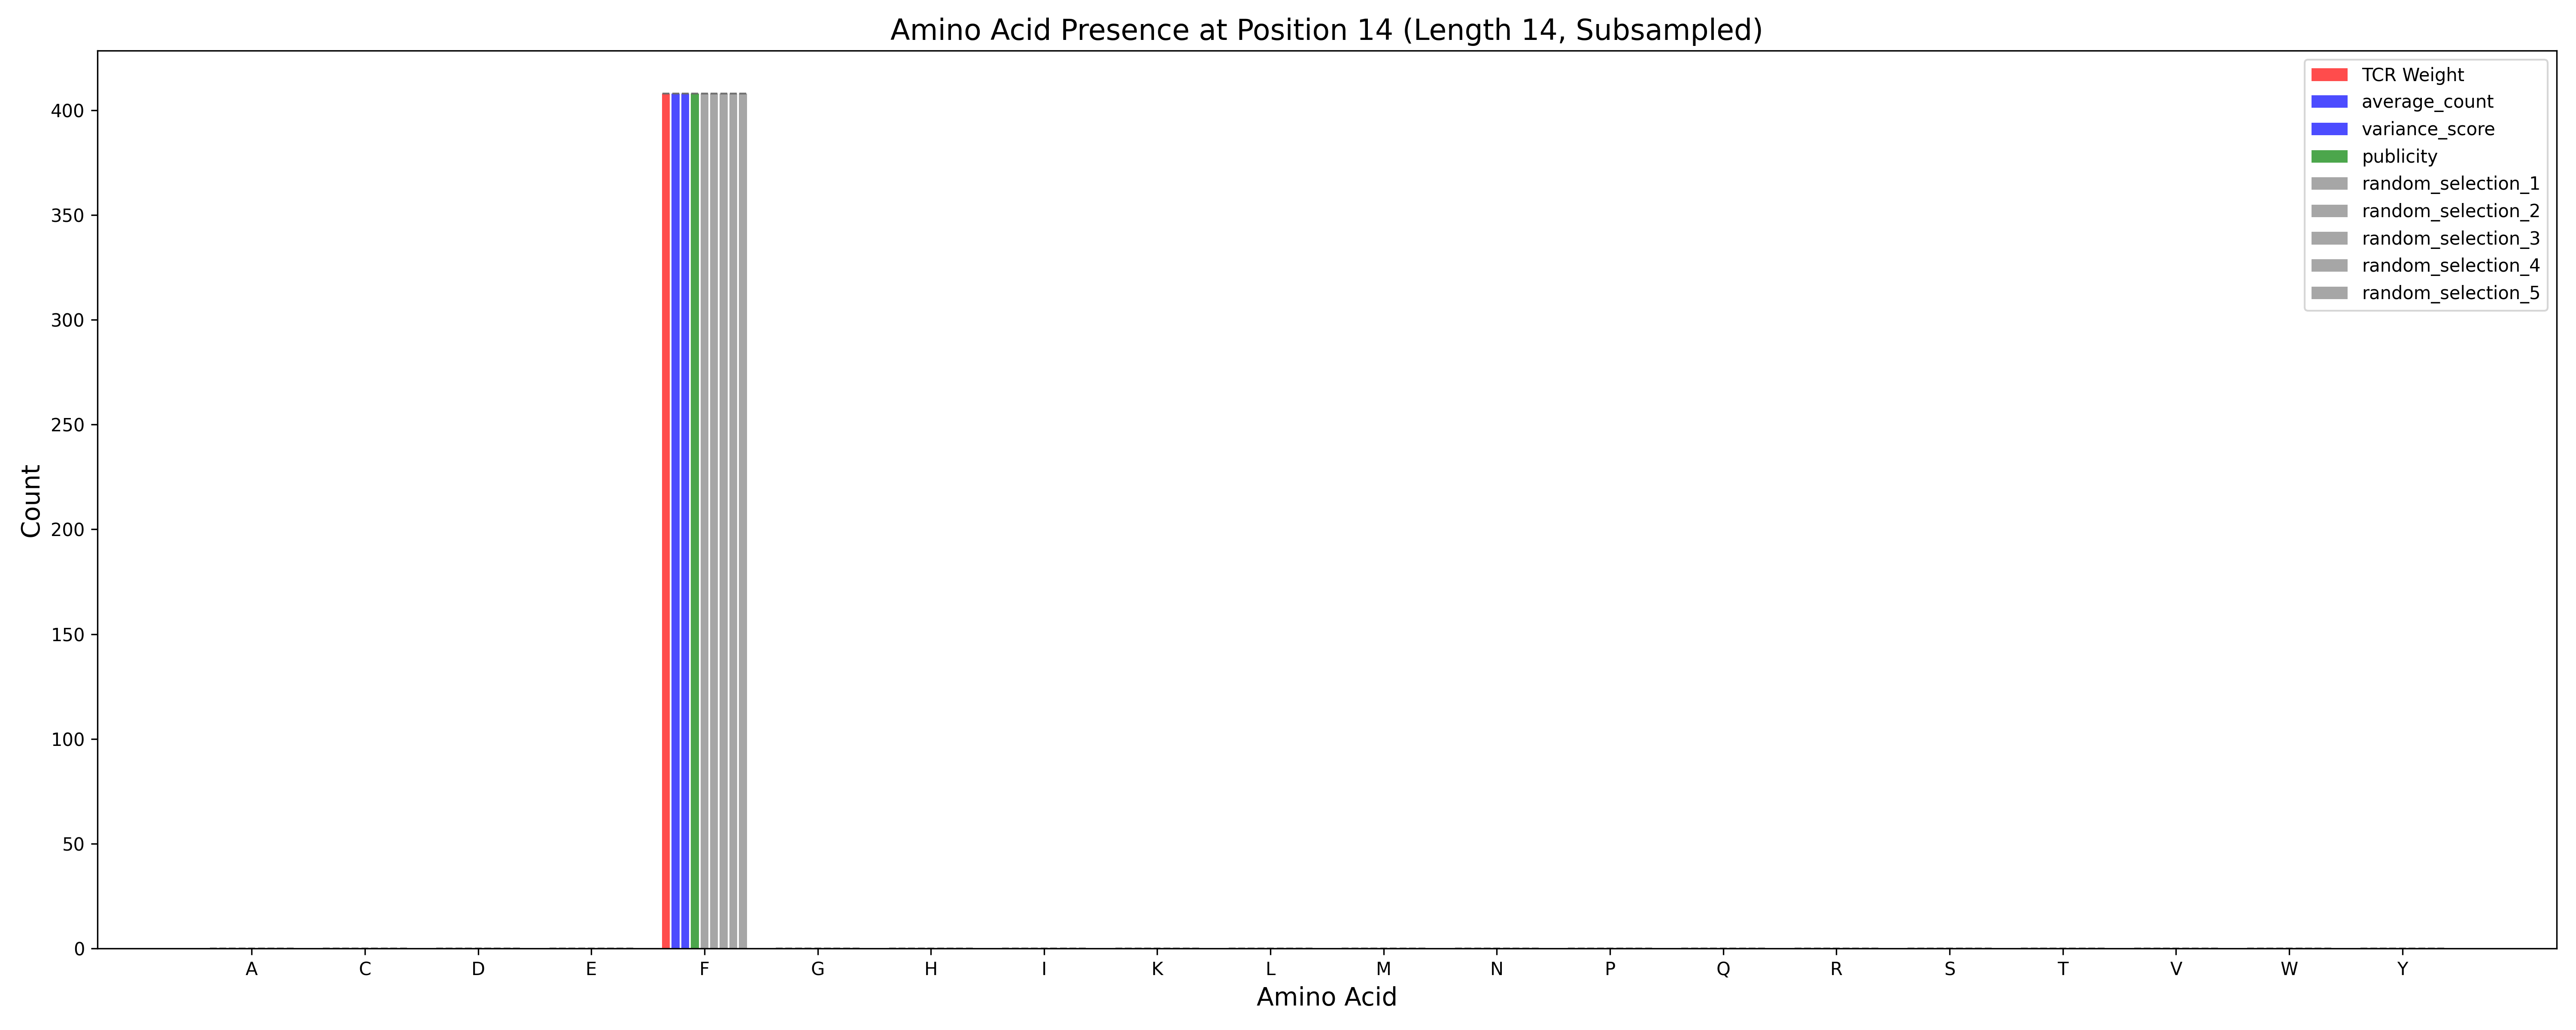 Amino Acid Presence at Position 14 (Length 14, Subsampled)
TCR Weight
average_count
variance_score
publicity
random_selection_1
random_selection_2
random_selection_3
random_selection_4
random_selection_5
Count
400
350
300
250
200
150
100
50
0
A C D E F G H I K L M N P Q R S T V W Y
Amino Acid